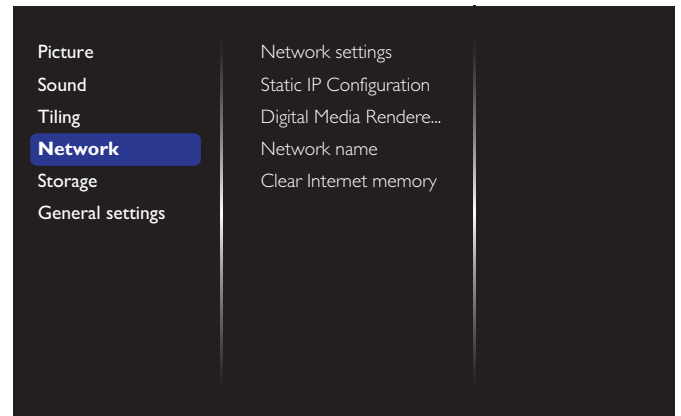 Picture
Sound
Tiling
Network
Storage
General settings
Network settings
Static IP Configuration
Digital Media Rendere...
Network name
Clear Internet memory